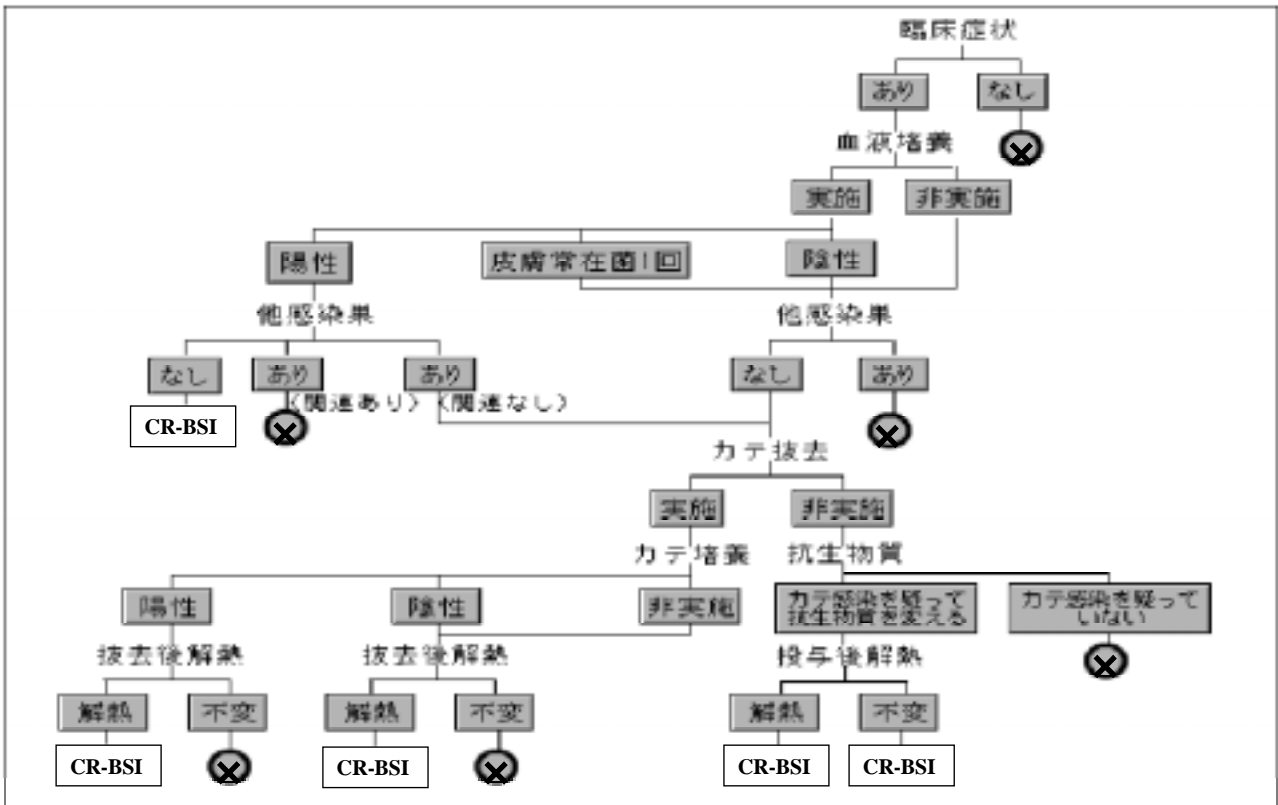 臨床症状
あり
なし
血液培養
実施
非実施
陽性
皮膚常在菌1回
陰性
他感染巣
他感染巣
なし
あり
あり
なし
あり
(関連あり)
(関連なし)
CR-BSI
カテ抜去
実施
非実施
カテ培養
抗生物質
陽性
陰性
非実施
カテ感染を疑って
抗生物質を変える
カテ感染を疑って
いない
抜去後解熱
抜去後解熱
投与後解熱
解熱
不変
解熱
不変
解熱
不変
CR-BSI
CR-BSI
CR-BSI
CR-BSI